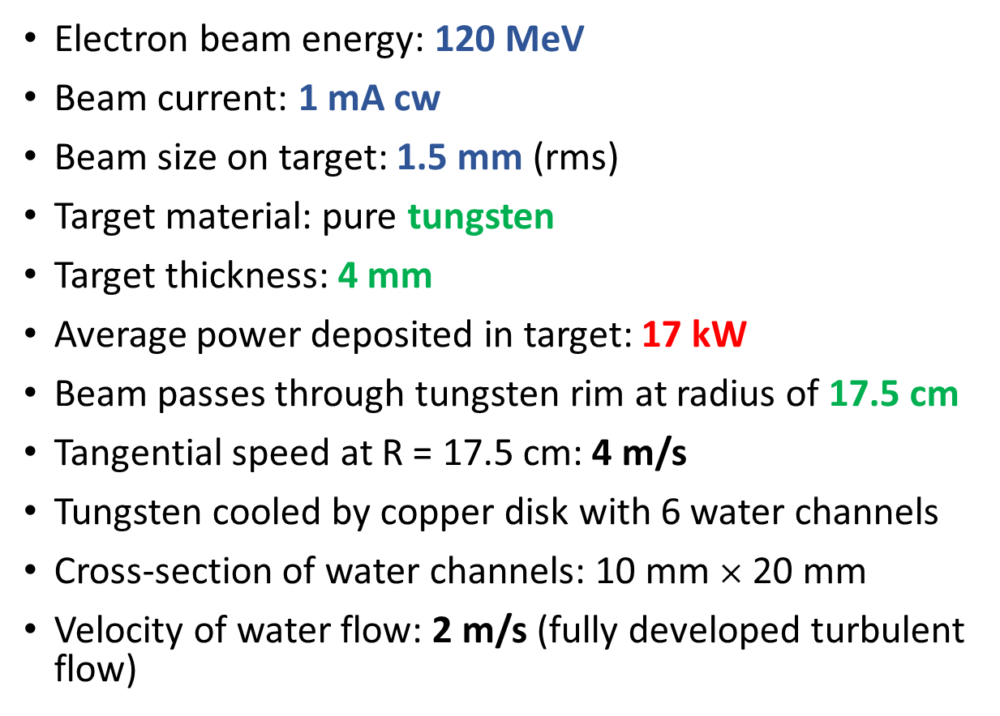 • Electron beam energy: 120 MeV
• Beam current: 1 mA cw
• Beam size on target: 1.5 mm (rms)
• Target material: pure tungsten
• Target thickness: 4 mm
• Average power deposited in target: 17 kW
• Beam passes through tungsten rim at radius of 17.5 cm
• Tangential speed at R = 17.5 cm: 4 m/s
• Tungsten cooled by copper disk with 6 water channels
• Cross-section of water channels: 10 mm × 20 mm
• Velocity of water flow: 2 m/s (fully developed turbulent
flow)